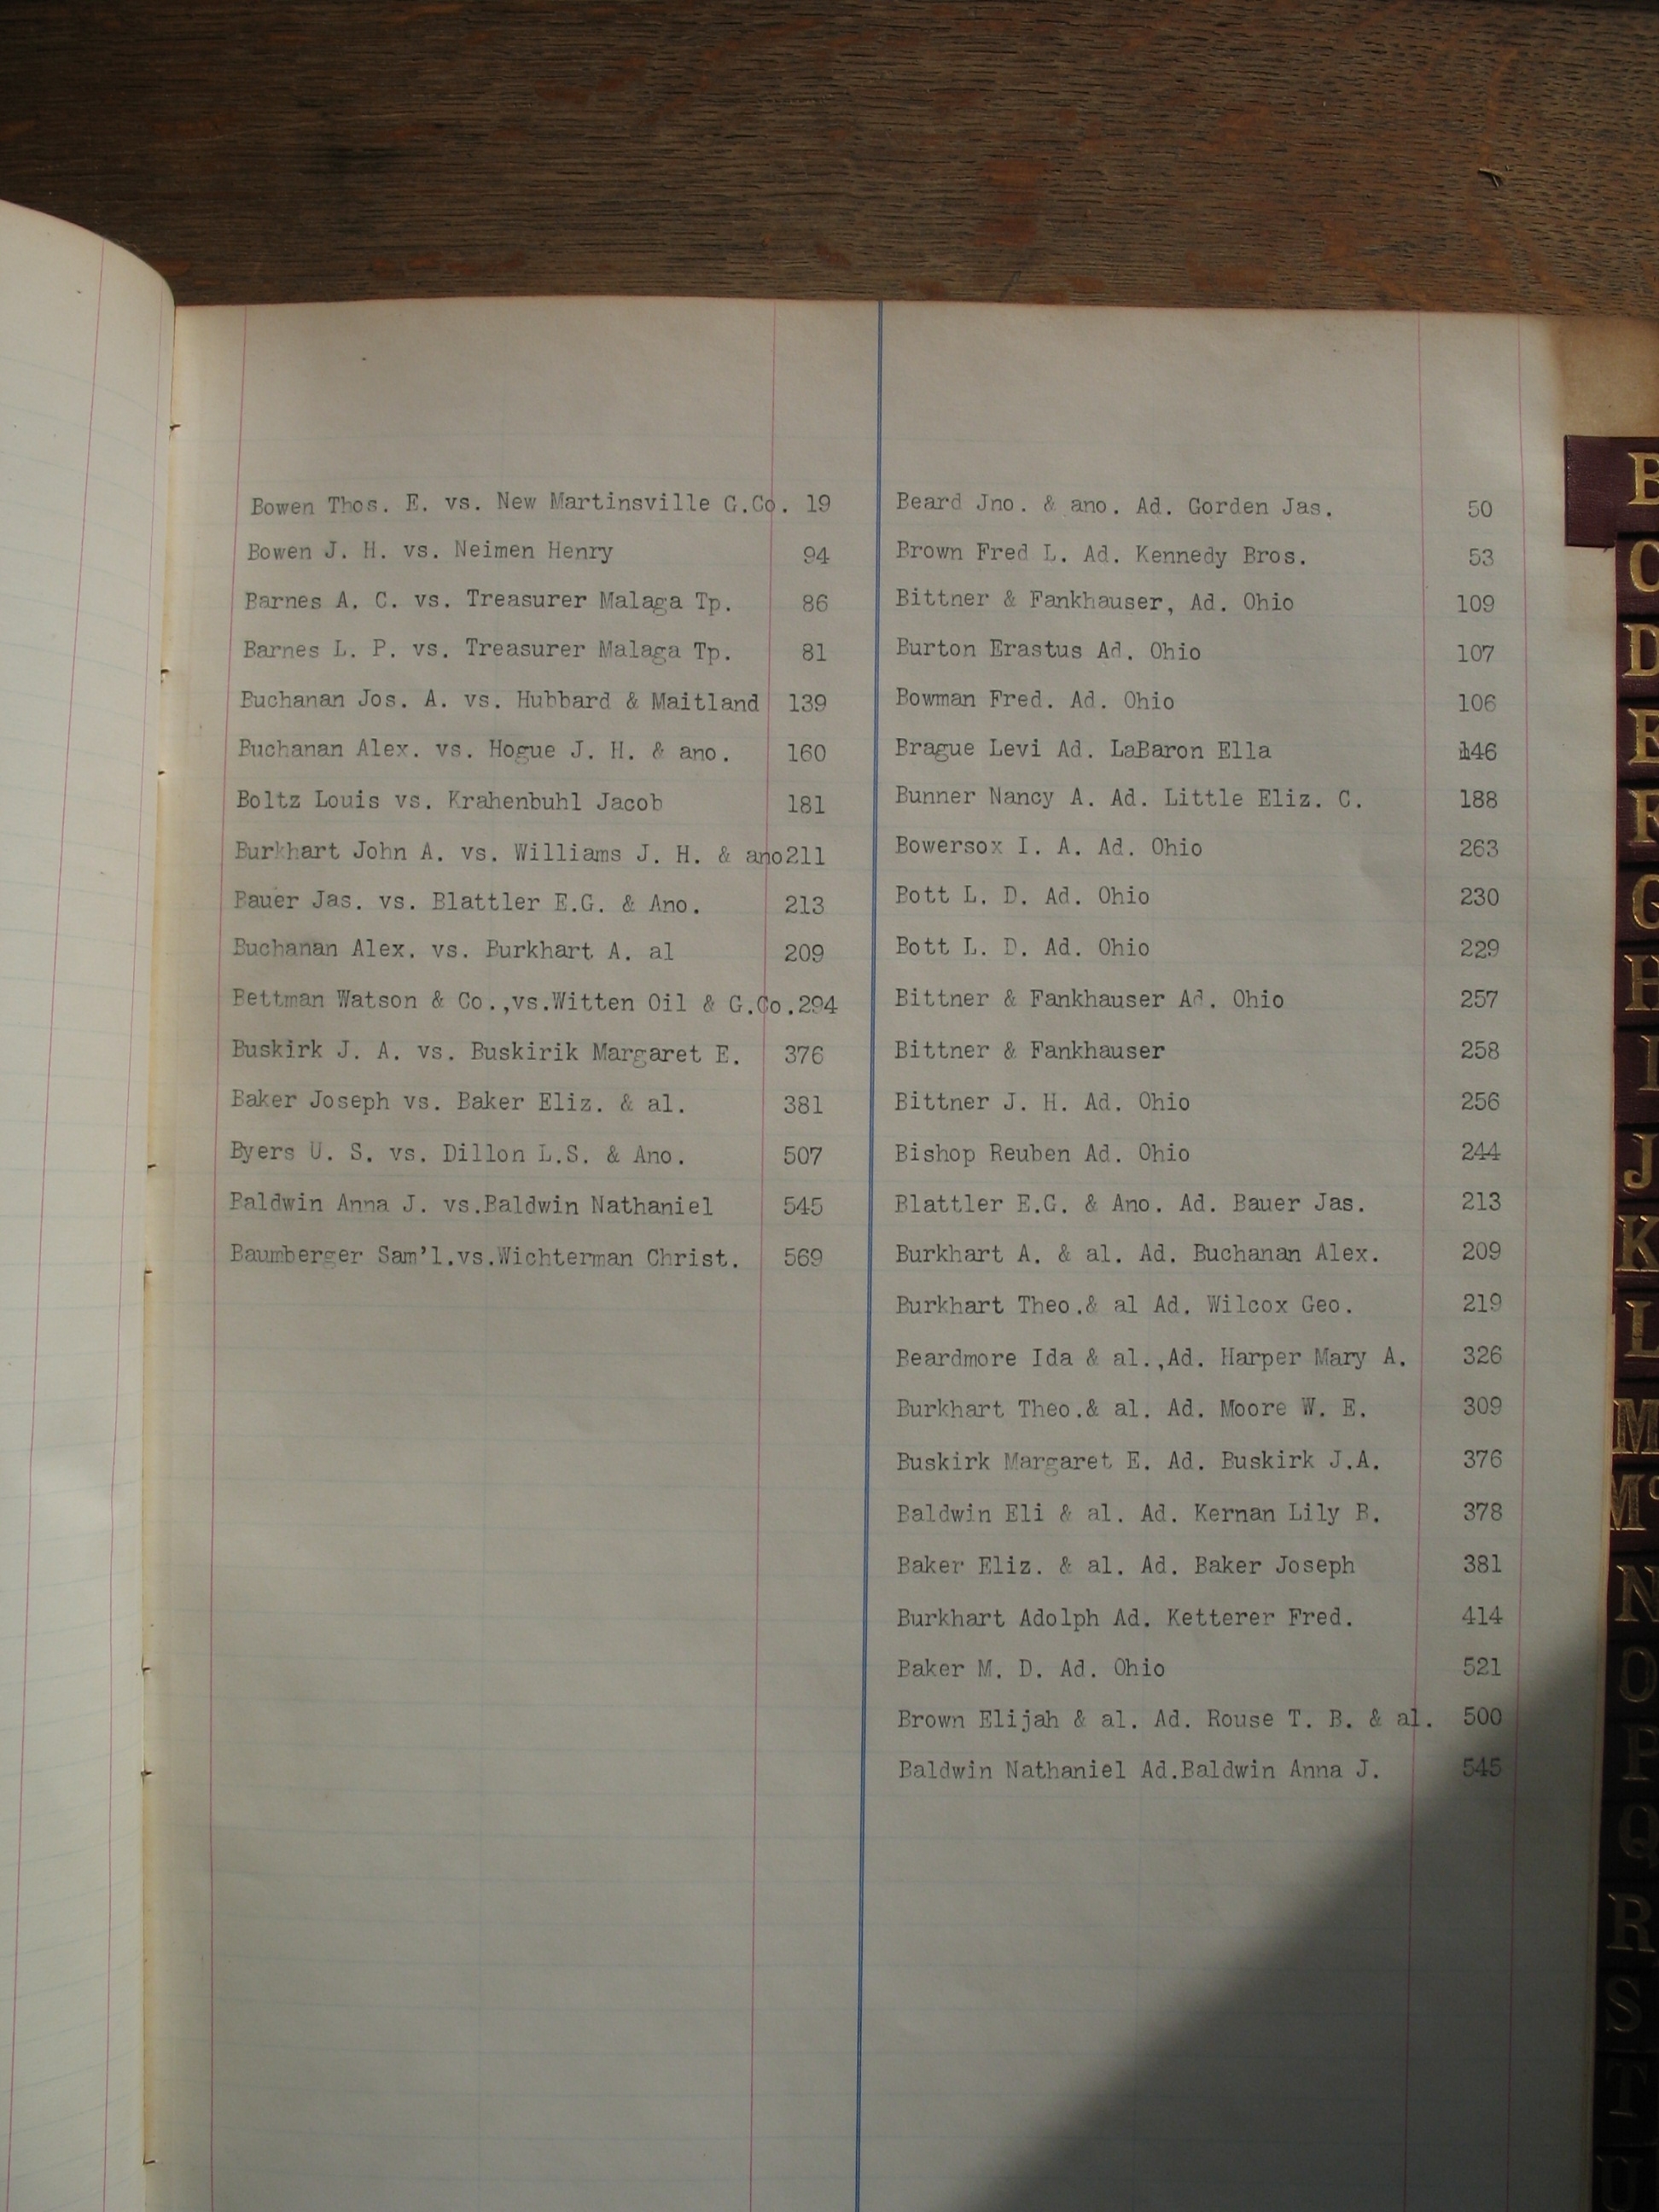 Bowen Thos. E. vs. New Martinsville G.Co. 19
Bowen J. H. vs. Neimen Henry 94
Barnes A. C. vs. Treasurer Malaga Tp. 86
Barnes L. P. vs. Treasurer Malaga Tp. 81
Buchanan Jos. A. vs. Hubbard & Maitland 139
Buchanan Alex. vs. Hogue J. H. & ano. 160
Boltz Louis vs. Krahenbuhl Jacob 181
Burkhart John A. vs. Williams J. H. & ano211
Bauer Jas. vs. Blattler E.G. & Ano. 213
Buchanan Alex. vs. Burkhart A. al 209
Bettman Watson & Co.,vs.Witten Oil & G.Co.294
Buskirk J. A. vs. Buskirik Margaret E. 376
Baker Joseph vs. Baker Eliz. & al. 381
Byers U. S. vs. Dillon L.S. & Ano. 507
Baldwin Anna J. vs.Baldwin Nathaniel 545
Baumberger Sam'l.vs.Wichterman Christ. 569
Beard Jno. & ano. Ad. Gorden Jas. 50
Brown Fred L. Ad. Kennedy Bros. 53
Bittner & Fankhauser, Ad. Ohio 109
Burton Erastus Ad. Ohio 107
Bowman Fred. Ad. Ohio 106
Brague Levi Ad. LaBaron Ella 146
Bunner Nancy A. Ad. Little Eliz. C. 188
Bowersox I. A. Ad. Ohio 263
Bott L. D. Ad. Ohio 230
Bott L. D. Ad. Ohio 229
Bittner & Fankhauser Ad. Ohio 257
Bittner & Fankhauser 258
Bittner J. H. Ad. Ohio 256
Bishop Reuben Ad. Ohio 244
Blattler E.G. & Ano. Ad. Bauer Jas. 213
Burkhart A. & al. Ad. Buchanan Alex. 209
Burkhart Theo.& al Ad. Wilcox Geo. 219
Beardmore Ida & al.,Ad. Harper Mary A. 326
Burkhart Theo.& al. Ad. Moore W. E. 309
Buskirk Margaret E. Ad. Buskirk J.A. 376
Baldwin Eli & al. Ad. Kernan Lily B. 378
Baker Eliz. & al. Ad. Baker Joseph 381
Burkhart Adolph Ad. Ketterer Fred. 414
Baker M. D. Ad. Ohio 521
Brown Elijah & al. Ad. Rouse T. B. & al. 500
Baldwin Nathaniel Ad.Baldwin Anna J. 545
B
C
D
E
F
G
H
I
J
K
L
M
Mc
N
O
P
Q
R
S
T
U